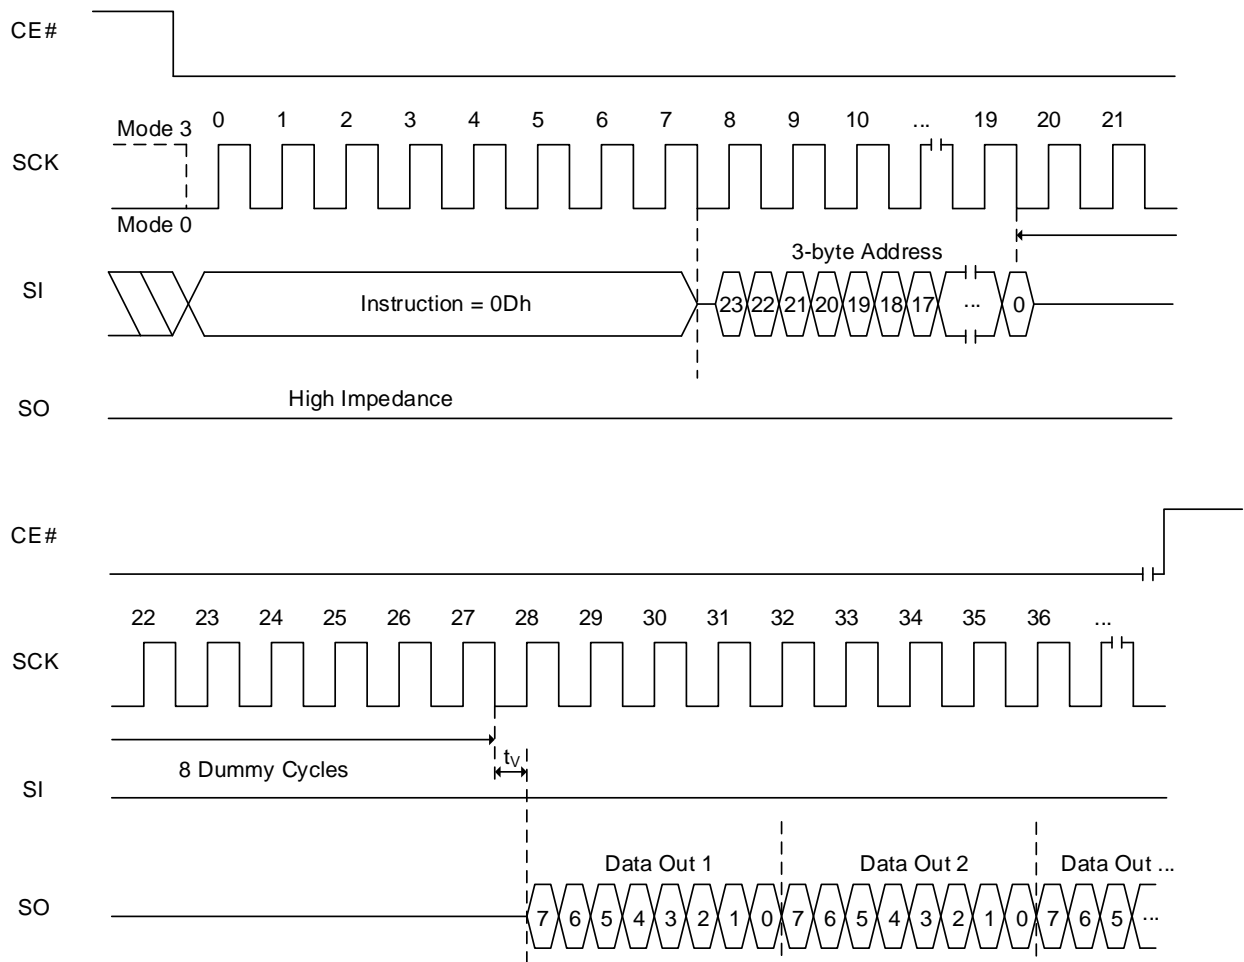 CE#
Mode 3
0 1 2 3 4 5 6 7 8 9 10 ... 19 20 21
SCK
Mode 0
3-byte Address
SI
Instruction = 0Dh
23 22 21 20 19 18 17 ... 0
High Impedance
SO
CE#
22 23 24 25 26 27 28 29 30 31 32 33 34 35 36 ...
SCK
8 Dummy Cycles
tV
SI
Data Out 1
Data Out 2
Data Out ...
SO
7 6 5 4 3 2 1 0 7 6 5 4 3 2 1 0 7 6 5 ...